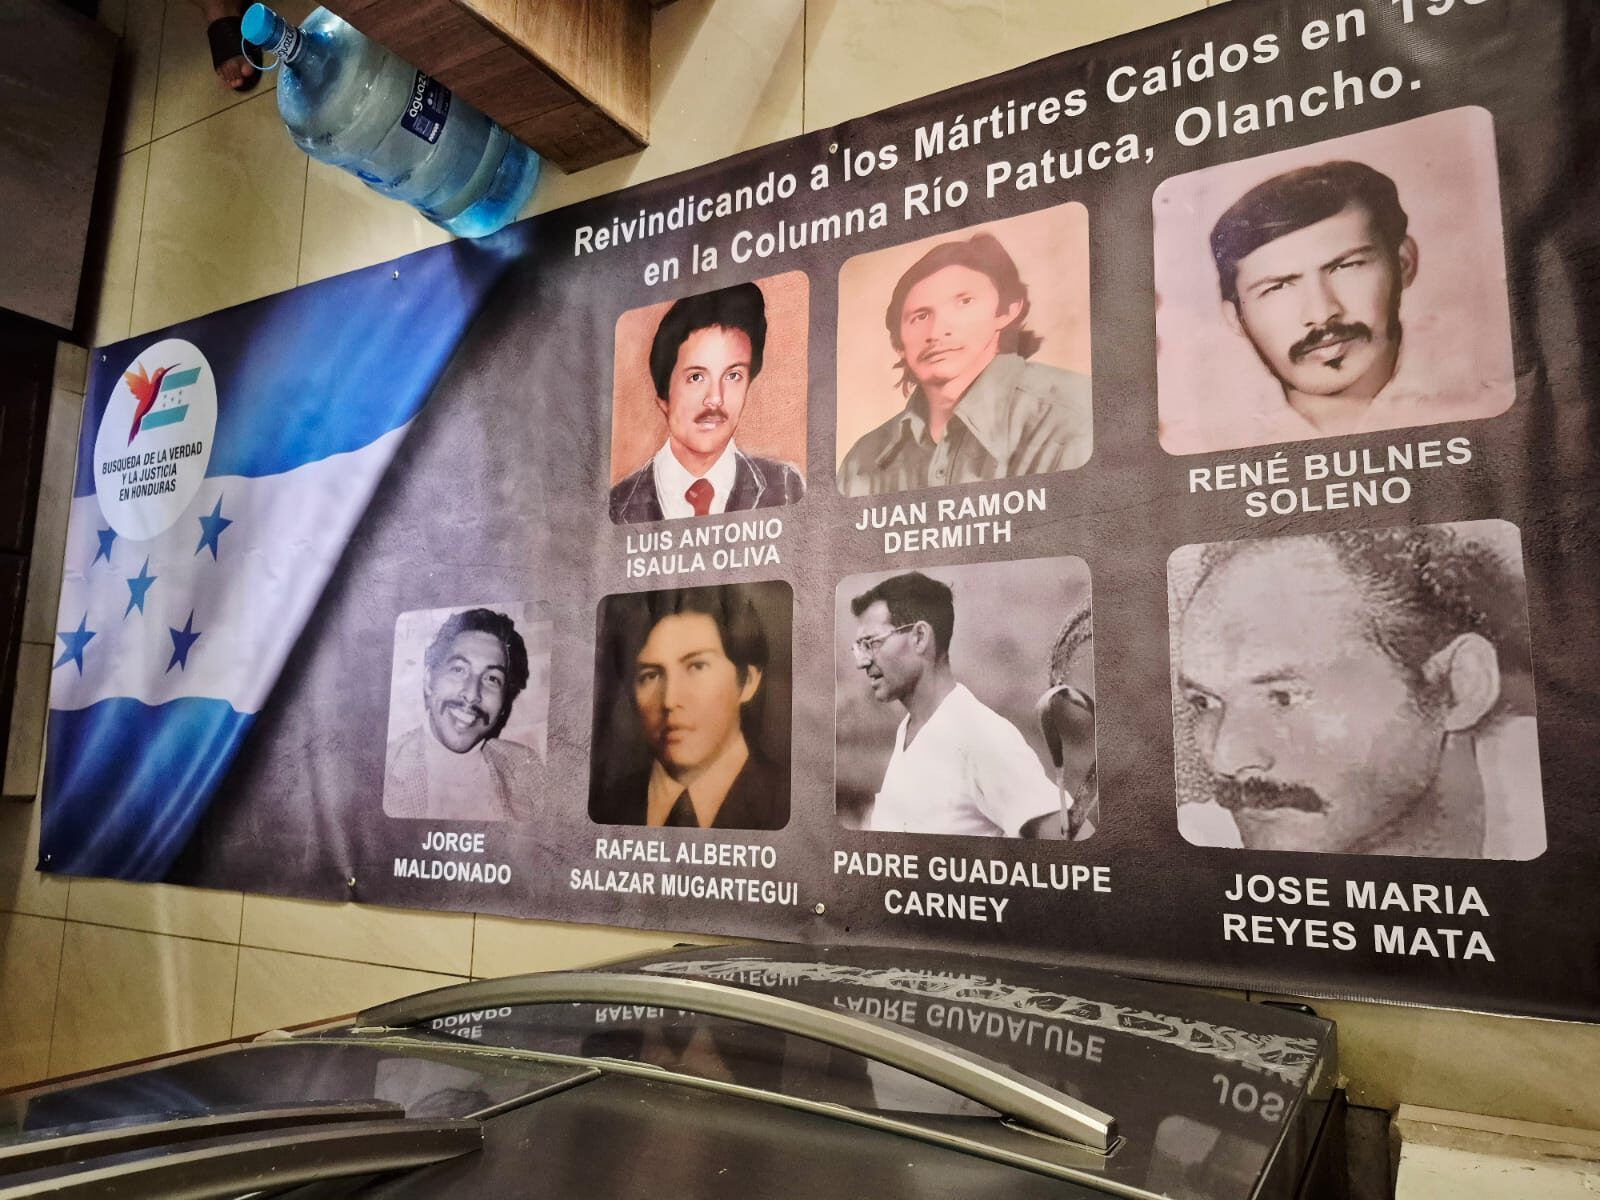 Reivindicando a los Mártires Caídos en 198
en la Columna Río Patuca, Olancho.
BUSQUEDA DE LA VERDAD
Y LA JUSTICIA
EN HONDURAS
LUIS ANTONIO
ISAULA OLIVA
JUAN RAMON
DERMITH
RENÉ BULNES
SOLENO
JORGE
MALDONADO
RAFAEL ALBERTO
SALAZAR MUGARTEGUI
PADRE GUADALUPE
CARNEY
JOSE MARIA
REYES MATA
aguazul